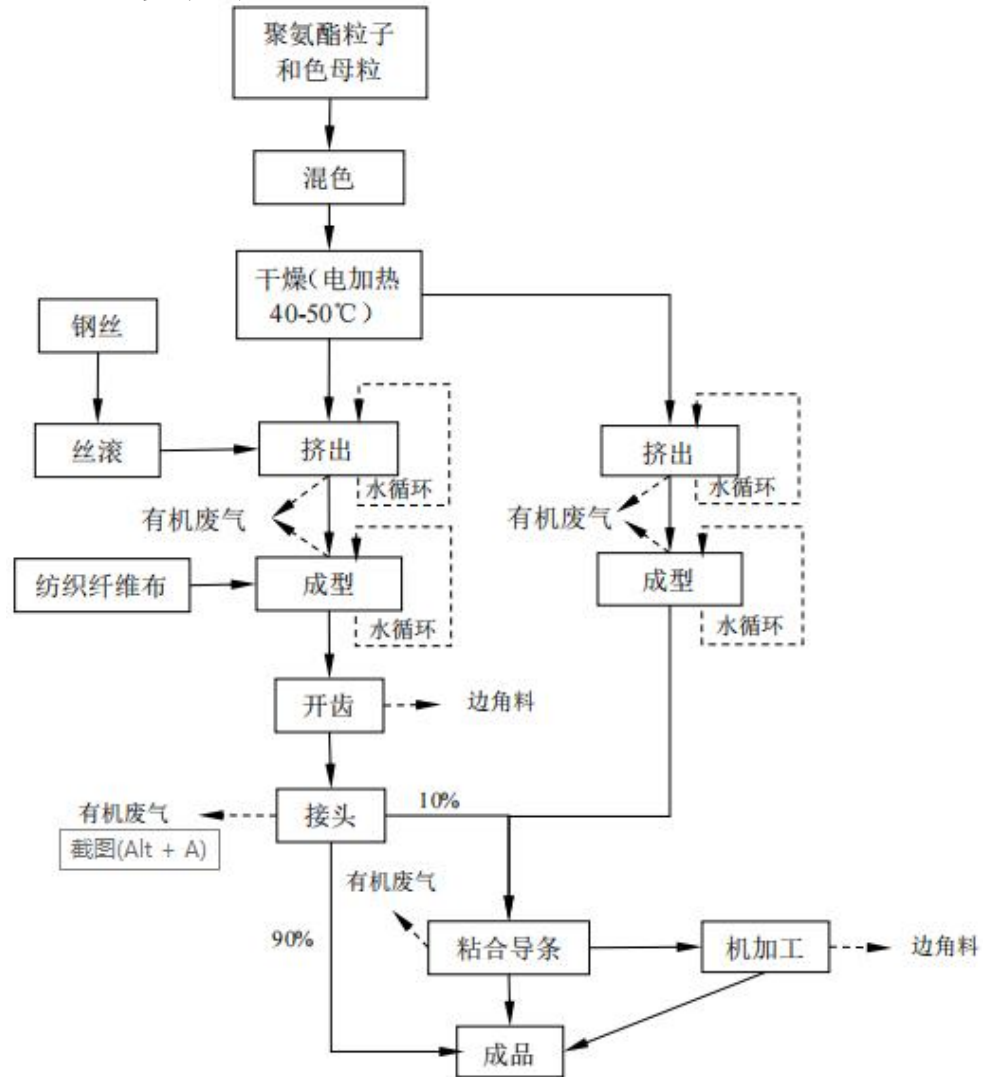 聚氨酯粒子
和色母粒
混色
干燥（电加热
40-50℃）
钢丝
丝滚
挤出
水循环
有机废气
纺织纤维布
成型
水循环
挤出
水循环
有机废气
成型
水循环
开齿
边角料
有机废气
接头
10%
截图(Alt + A)
有机废气
90%
粘合导条
机加工
边角料
成品